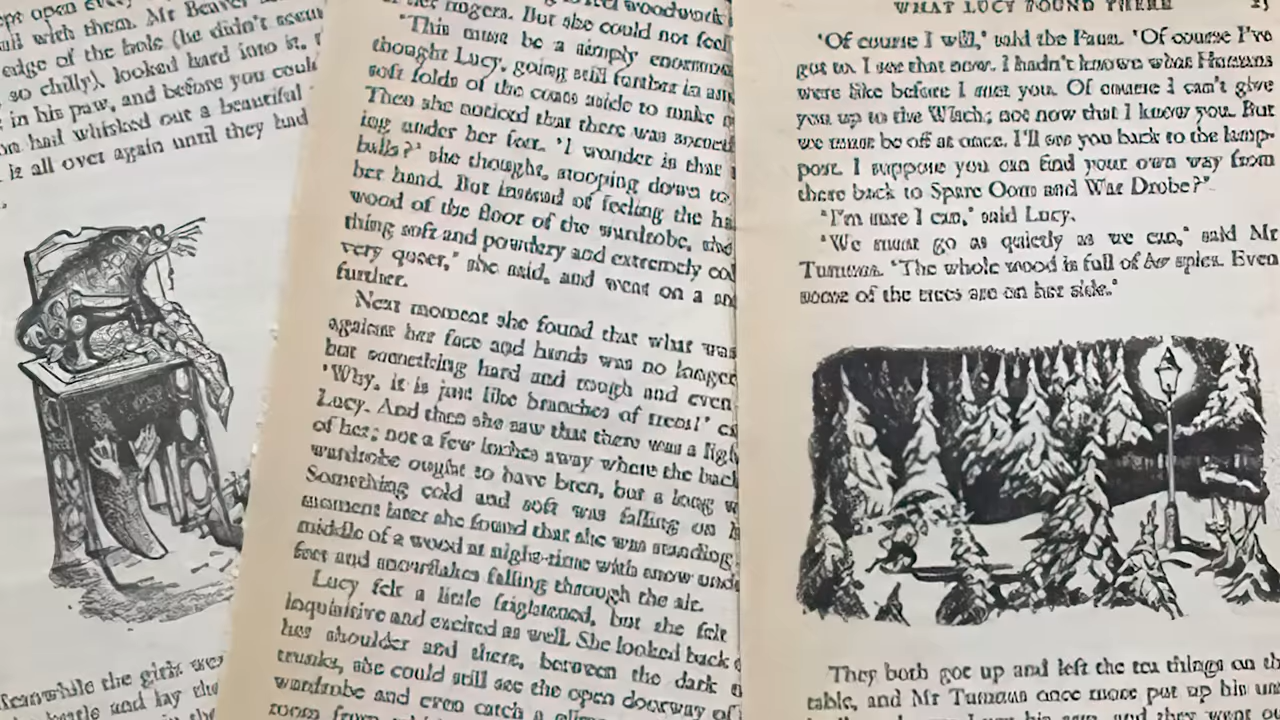 ept open every
with them. Mr Beaver
edge of the hole (he didn't seem
so chilly), looked hard into it,
in his paw, and before you could
had whisked out a beautiful
it all over again until they had
Meanwhile the girls were
kettle and lay the
woodwork
her fingers. But she could not feel
'This must be a simply enormous
thought Lucy, going still further in and
soft folds of the coats aside to make
Then she noticed that there was
ing under her feet. 'I wonder is that
balls?' she thought, stooping down to
her hand. But instead of feeling the
wood of the floor of the wardrobe, she
thing soft and powdery and extremely
very queer,' she said, and went on a
further.
Next moment she found that what was
against her face and hands was no longer
but something hard and rough and even
'Why, it is just like branches of trees!'
Lucy. And then she saw that there was a
of her; not a few inches away where the back
wardrobe ought to have been, but a long
Something cold and soft was falling on
moment later she found that she was standing
middle of a wood at night-time with snow
feet and snowflakes falling through the air.
Lucy felt a little frightened, but she felt
inquisitive and excited as well. She looked back
her shoulder and there, between the dark
trunks, she could still see the open doorway of
wardrobe and even catch a
room from
WHAT LUCY FOUND THERE
'Of course I will,' said the Faun. 'Of course I've
got to. I see that now. I hadn't known what Humans
were like before I met you. Of course I can't give
you up to the Witch; not now that I know you. But
we must be off at once. I'll see you back to the lamp-
post. I suppose you can find your own way from
there back to Spare Oom and War Drobe?'
'I'm sure I can,' said Lucy.
'We must go as quietly as we can,' said Mr
Tumnus. 'The whole wood is full of her spies. Even
some of the trees are on her side.'
They both got up and left the tea things on the
table, and Mr Tumnus once more put up his